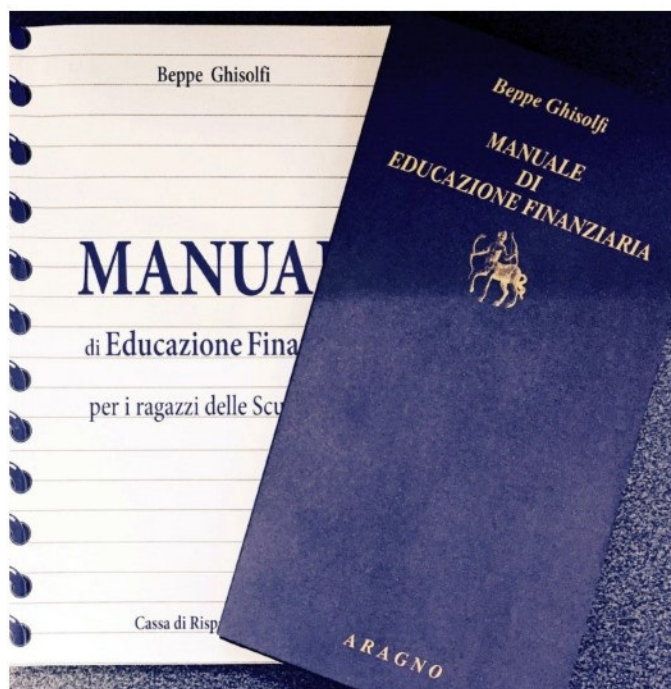 Beppe Ghisolfi
MANUAL
di Educazione Fina
per i ragazzi delle Scu
Cassa di Risp
Beppe Ghisolfi
MANUALE
DI
EDUCAZIONE FINANZIARIA
ARAGNO